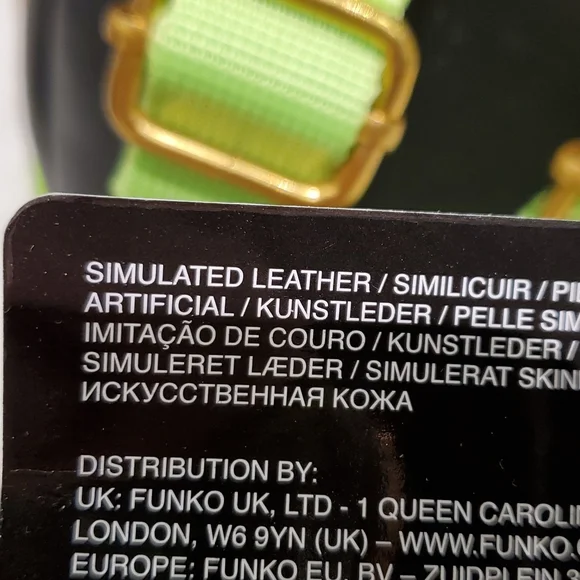 SIMULATED LEATHER / SIMILICUIR /
ARTIFICIAL / KUNSTLEDER / PELLE
IMITAÇÃO DE COURO / KUNSTLEDER /
SIMULERET LÆDER / SIMULERAT
ИСКУССТВЕННАЯ КОЖА
DISTRIBUTION BY:
UK: FUNKO UK, LTD - 1 QUEEN
LONDON, W6 9YN (UK) – WWW.FUNKO.
EUROPE: FUNKO EU, BV – ZUIDPLEIN